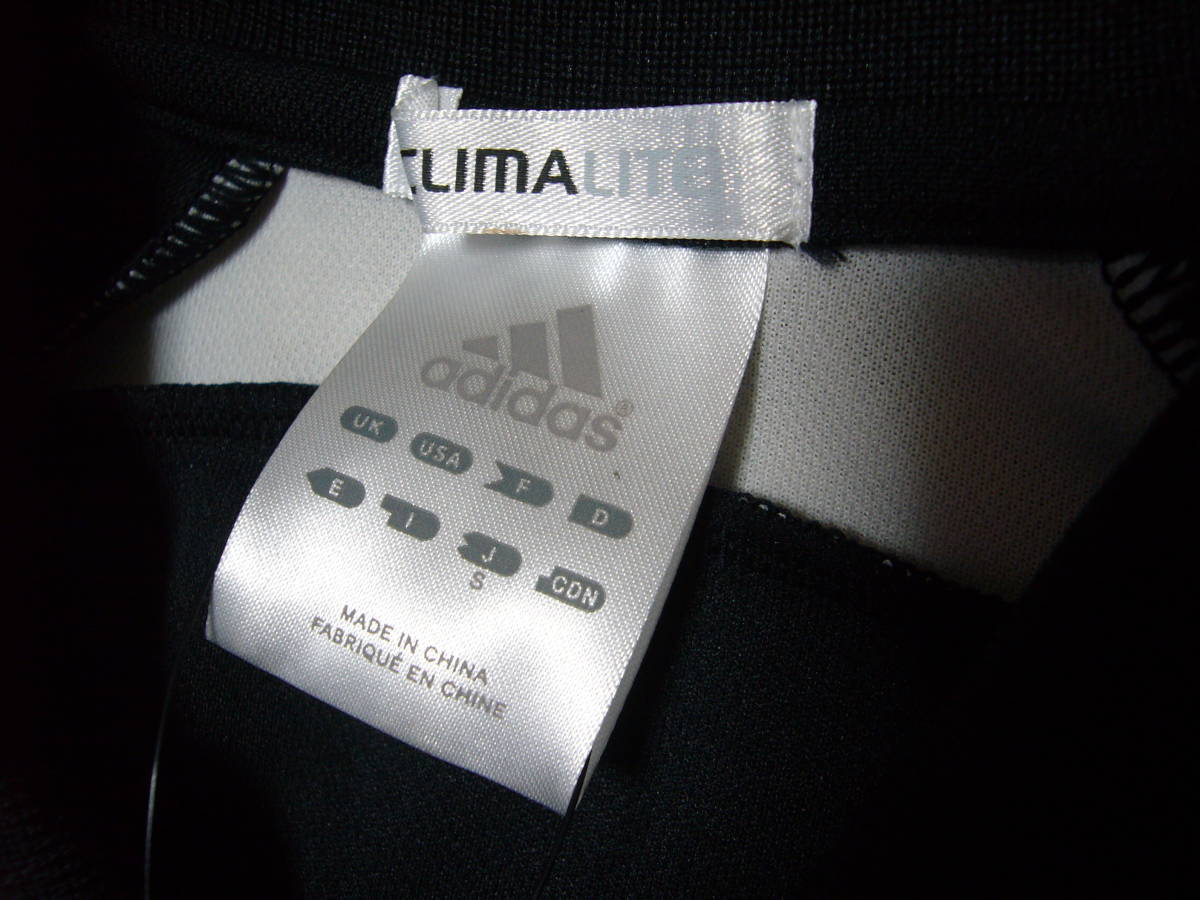 CLIMALITE
adidas®
UK USA F D
E I J CDN
S
MADE IN CHINA
FABRIQUÉ EN CHINE